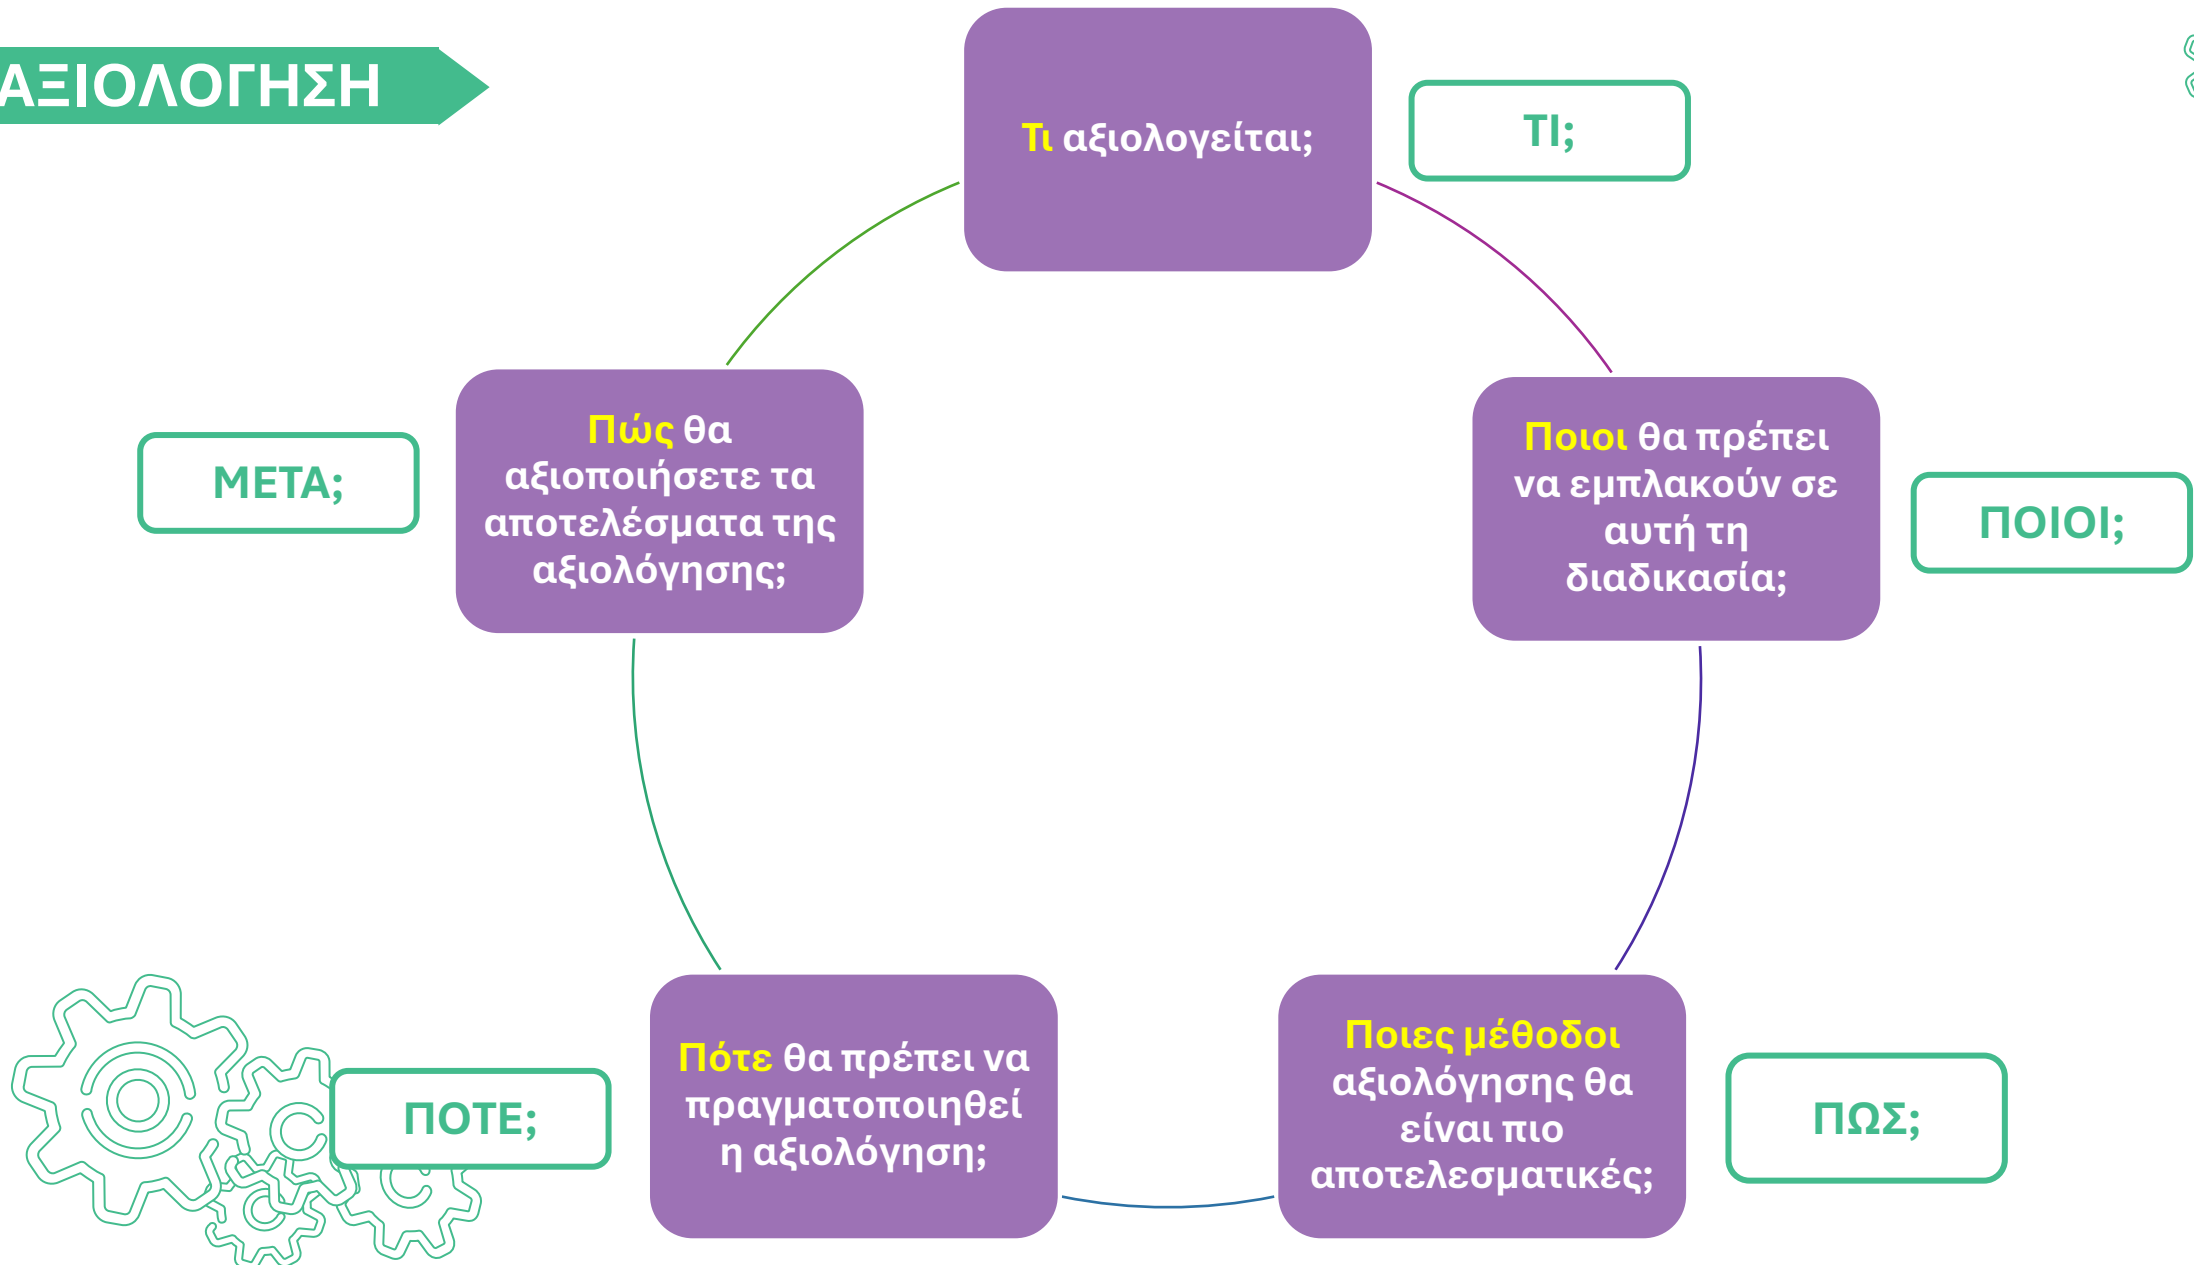 ΑΞΙΟΛΟΓΗΣΗ
Τι αξιολογείται;
ΤΙ;
Ποιοι θα πρέπει
να εμπλακούν σε
αυτή τη
διαδικασία;
ΠΟΙΟΙ;
Ποιες μέθοδοι
αξιολόγησης θα
είναι πιο
αποτελεσματικές;
ΠΩΣ;
Πότε θα πρέπει να
πραγματοποιηθεί
η αξιολόγηση;
ΠΟΤΕ;
Πώς θα
αξιοποιήσετε τα
αποτελέσματα της
αξιολόγησης;
ΜΕΤΑ;